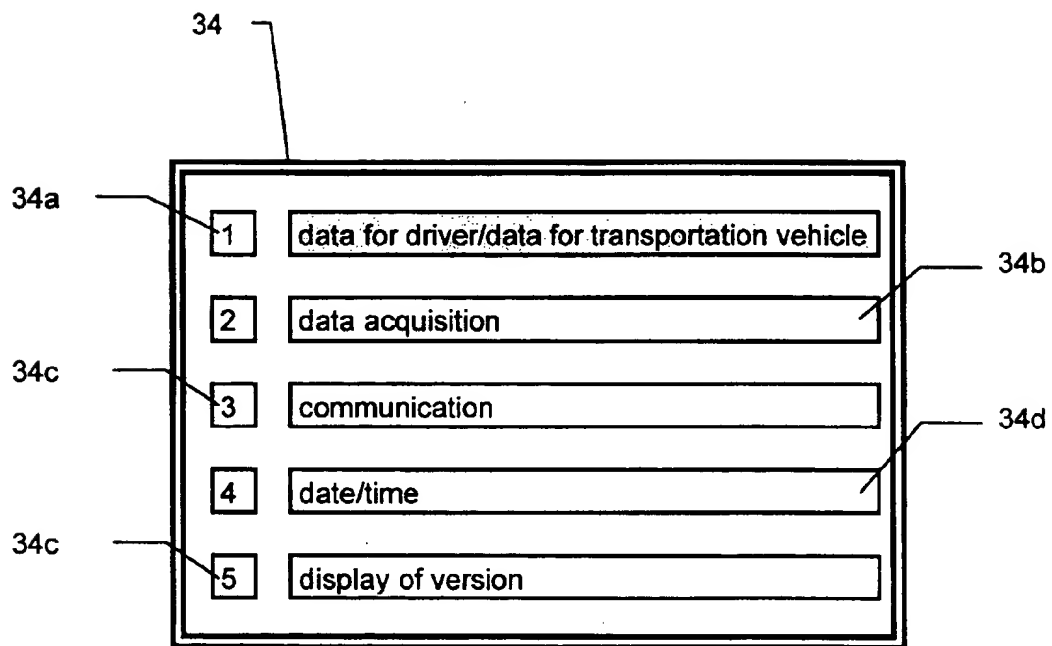 34
34a
1 data for driver/data for transportation vehicle
34b
2 data acquisition
34c
3 communication
34d
4 date/time
34c
5 display of version